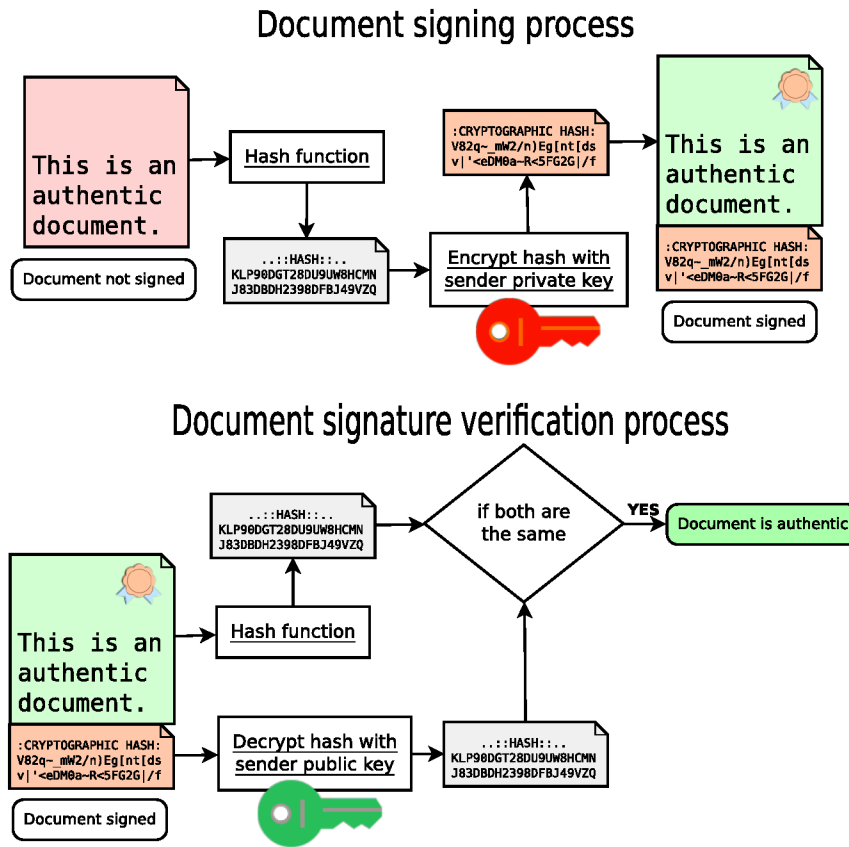 Document signing process
This is an
authentic
document.
Document not signed
Hash function
..::HASH::..
KLP90DGT28DU9UW8HCMN
J83DBDH2398DFBJ49VZQ
Encrypt hash with
sender private key
:CRYPTOGRAPHIC HASH:
V82q~_mW2/n)Eg[nt[ds
v|'<eDM0a~R<5FG2G|/f
This is an
authentic
document.
:CRYPTOGRAPHIC HASH:
V82q~_mW2/n)Eg[nt[ds
v|'<eDM0a~R<5FG2G|/f
Document signed
Document signature verification process
This is an
authentic
document.
:CRYPTOGRAPHIC HASH:
V82q~_mW2/n)Eg[nt[ds
v|'<eDM0a~R<5FG2G|/f
Document signed
Hash function
..::HASH::..
KLP90DGT28DU9UW8HCMN
J83DBDH2398DFBJ49VZQ
Decrypt hash with
sender public key
..::HASH::..
KLP90DGT28DU9UW8HCMN
J83DBDH2398DFBJ49VZQ
if both are
the same
YES
Document is authentic